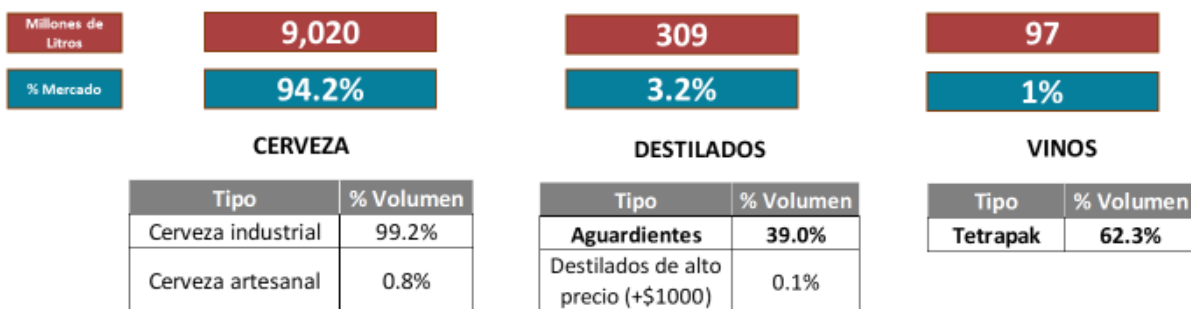 Millones de
Litros
9,020
309
97
% Mercado
94.2%
3.2%
1%
CERVEZA
DESTILADOS
VINOS
Tipo % Volumen
Cerveza industrial 99.2%
Cerveza artesanal 0.8%
Tipo % Volumen
Aguardientes 39.0%
Destilados de alto
precio (+$1000) 0.1%
Tipo % Volumen
Tetrapak 62.3%